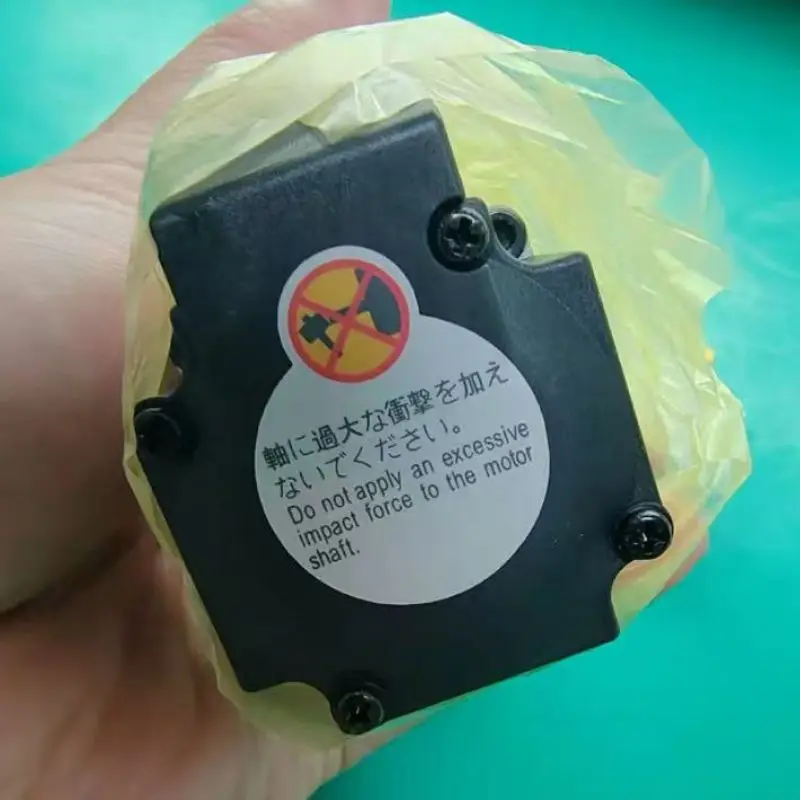 軸に過大な衝撃を加え
ないでください。
Do not apply an excessive
impact force to the motor
shaft.